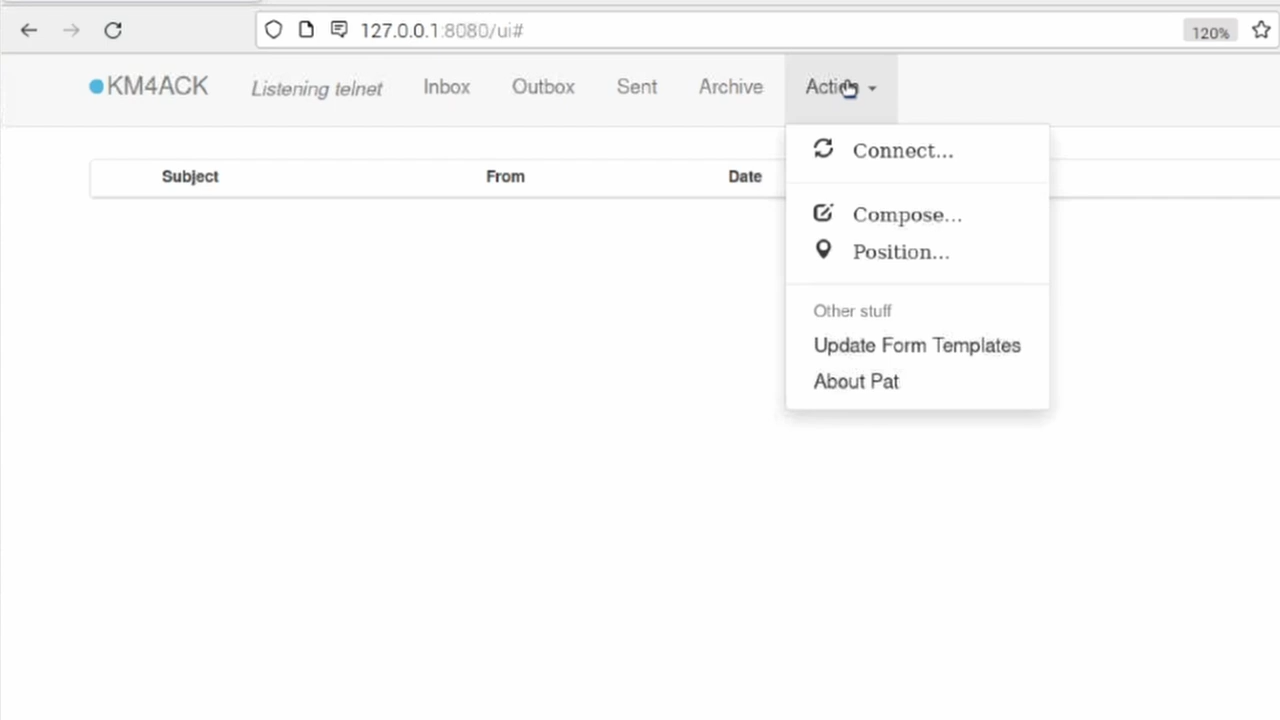 127.0.0.1:8080/ui#
120%
KM4ACK
Listening telnet
Inbox
Outbox
Sent
Archive
Subject
From
Date
Connect...
Compose...
Position...
Other stuff
Update Form Templates
About Pat